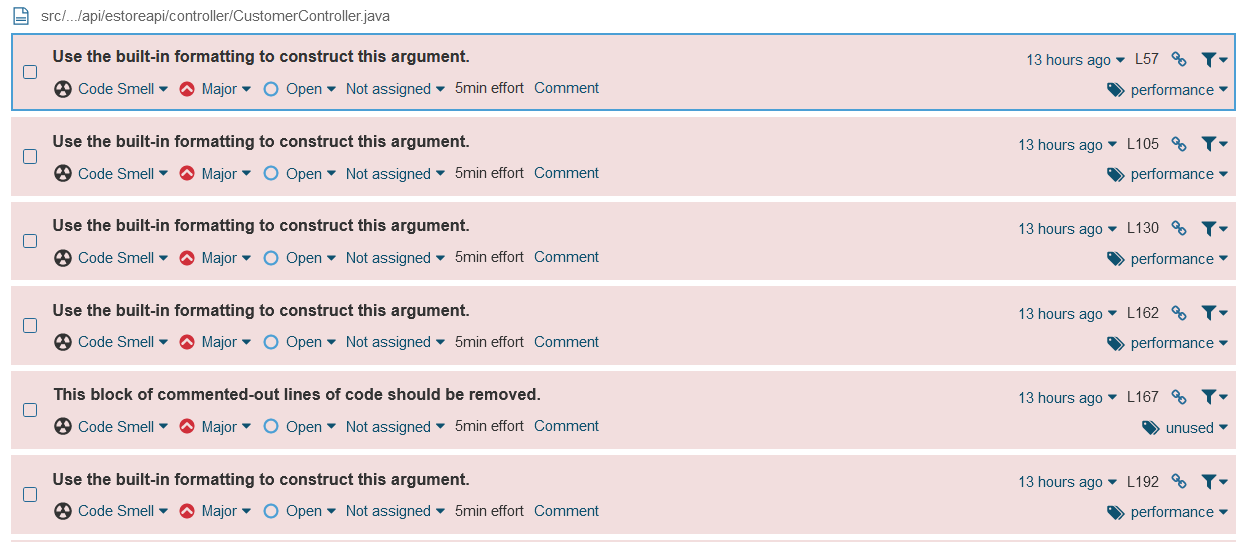 src/.../api/estoreapi/controller/CustomerController.java
Use the built-in formatting to construct this argument. 13 hours ago L57
Code Smell Major Open Not assigned 5min effort Comment performance
Use the built-in formatting to construct this argument. 13 hours ago L105
Code Smell Major Open Not assigned 5min effort Comment performance
Use the built-in formatting to construct this argument. 13 hours ago L130
Code Smell Major Open Not assigned 5min effort Comment performance
Use the built-in formatting to construct this argument. 13 hours ago L162
Code Smell Major Open Not assigned 5min effort Comment performance
This block of commented-out lines of code should be removed. 13 hours ago L167
Code Smell Major Open Not assigned 5min effort Comment unused
Use the built-in formatting to construct this argument. 13 hours ago L192
Code Smell Major Open Not assigned 5min effort Comment performance